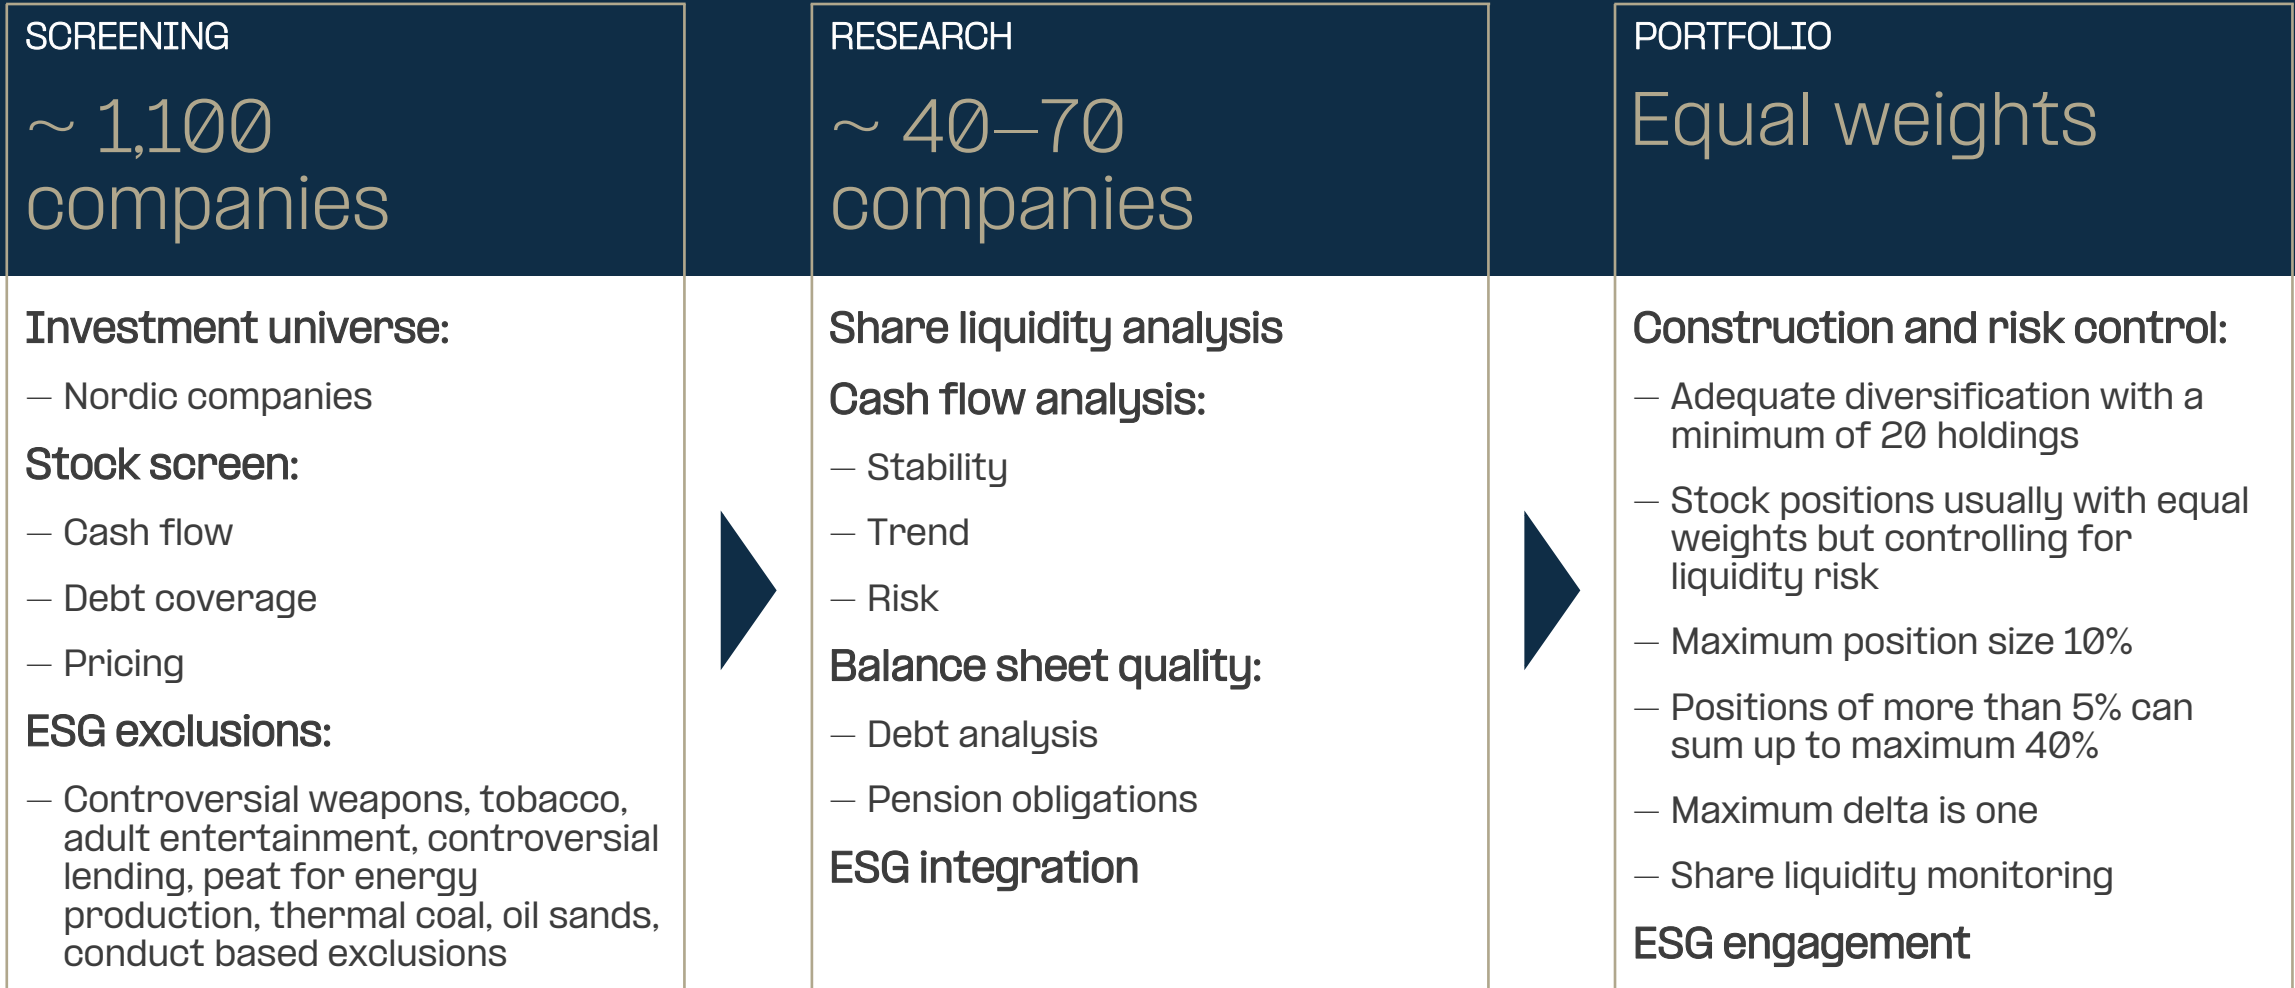 SCREENING
~ 1,100
companies
Investment universe:
– Nordic companies
Stock screen:
– Cash flow
– Debt coverage
– Pricing
ESG exclusions:
– Controversial weapons, tobacco,
adult entertainment, controversial
lending, peat for energy
production, thermal coal, oil sands,
conduct based exclusions
RESEARCH
~ 40–70
companies
Share liquidity analysis
Cash flow analysis:
– Stability
– Trend
– Risk
Balance sheet quality:
– Debt analysis
– Pension obligations
ESG integration
PORTFOLIO
Equal weights
Construction and risk control:
– Adequate diversification with a
minimum of 20 holdings
– Stock positions usually with equal
weights but controlling for
liquidity risk
– Maximum position size 10%
– Positions of more than 5% can
sum up to maximum 40%
– Maximum delta is one
– Share liquidity monitoring
ESG engagement